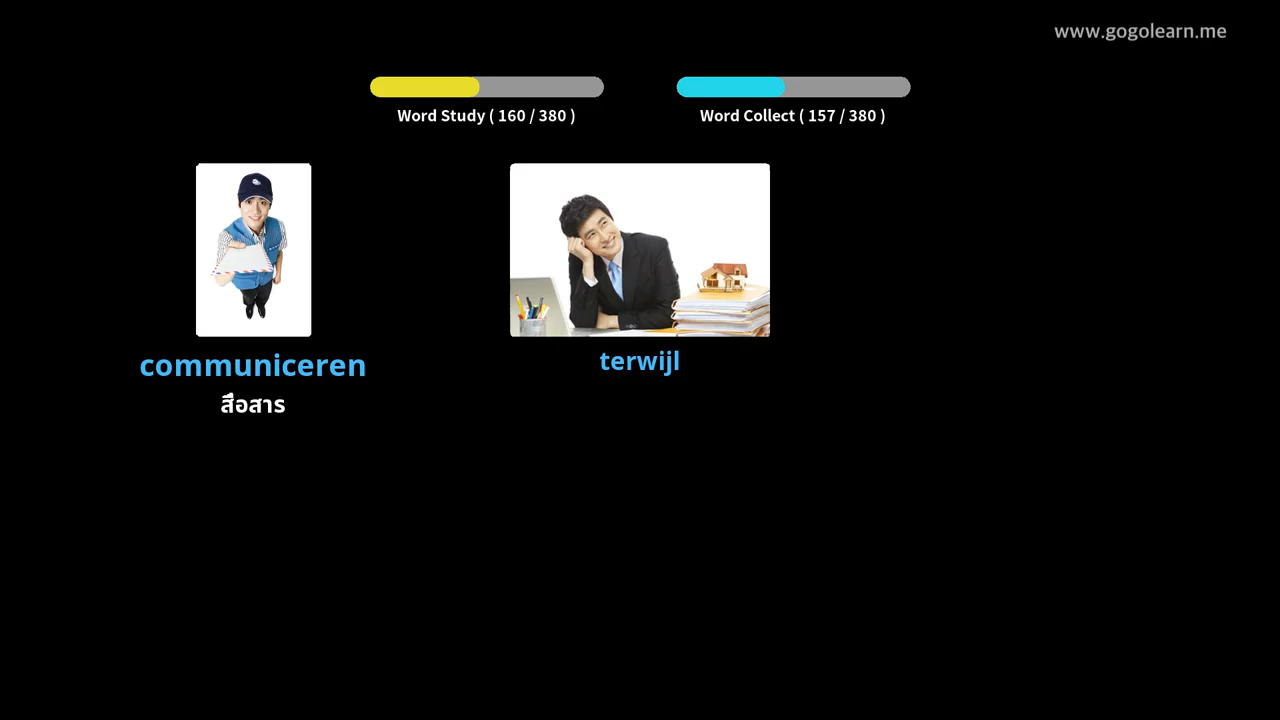 www.gogolearn.me
Word Study ( 160 / 380 )
Word Collect ( 157 / 380 )
communiceren
สื่อสาร
terwijl